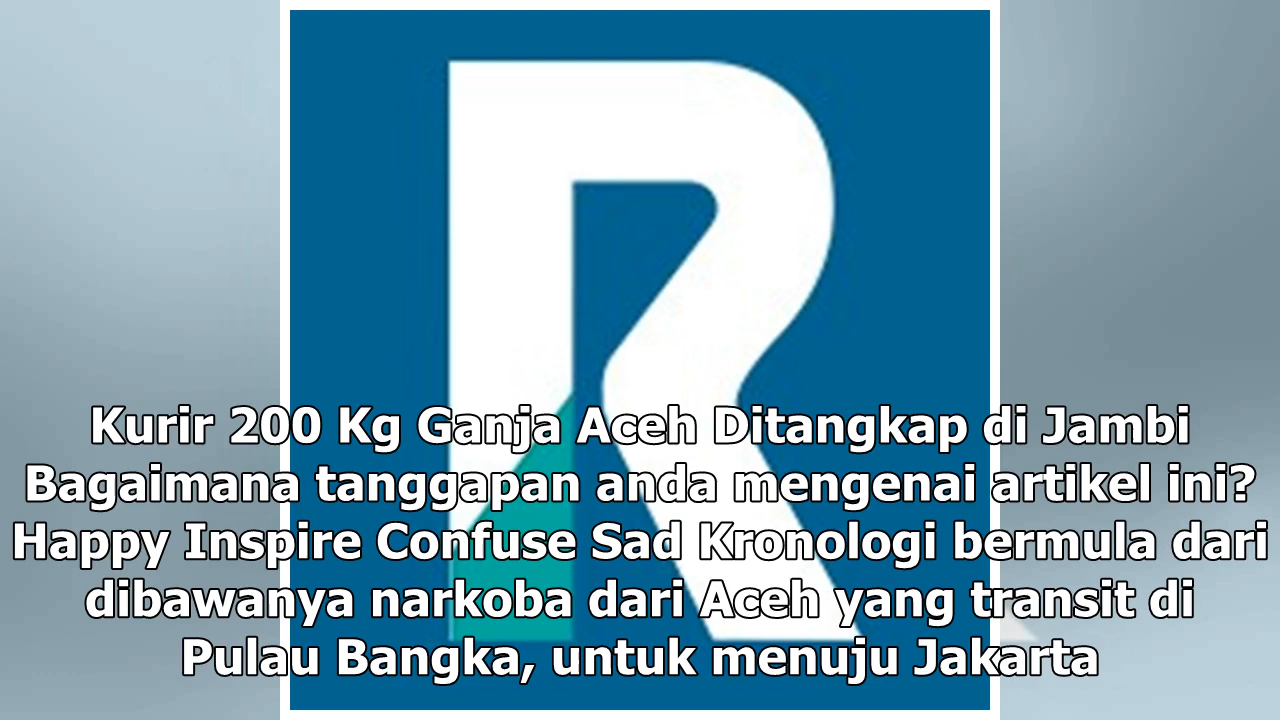 R
Kurir 200 Kg Ganja Aceh Ditangkap di Jambi
Bagaimana tanggapan anda mengenai artikel ini?
Happy Inspire Confuse Sad Kronologi bermula dari
dibawanya narkoba dari Aceh yang transit di
Pulau Bangka, untuk menuju Jakarta